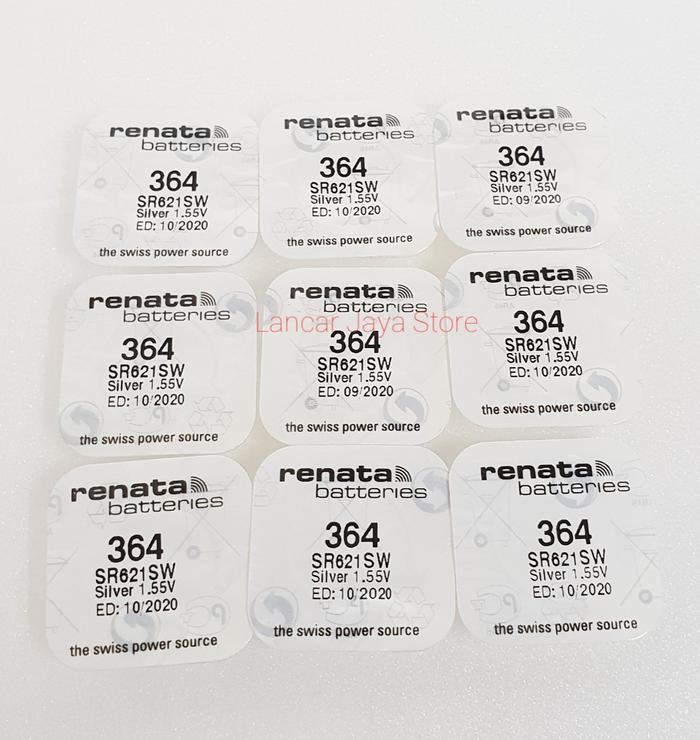 renata
batteries
364
SR621SW
Silver 1.55V
ED: 10/2020
the swiss power source
renata
batteries
364
SR621SW
Silver 1.55V
ED: 10/2020
the swiss power source
renata
batteries
364
SR621SW
Silver 1.55V
ED: 09/2020
the swiss power source
renata
batteries
364
SR621SW
Silver 1.55V
ED: 10/2020
the swiss power source
renata
batteries
Lancar Jaya Store
364
SR621SW
Silver 1.55V
ED: 09/2020
the swiss power source
renata
batteries
364
SR621SW
Silver 1.55V
ED: 10/2020
the swiss power source
renata
batteries
364
SR621SW
Silver 1.55V
ED: 10/2020
the swiss power source
renata
batteries
364
SR621SW
Silver 1.55V
ED: 10/2020
the swiss power source
renata
batteries
364
SR621SW
Silver 1.55V
ED: 10/2020
the swiss power source